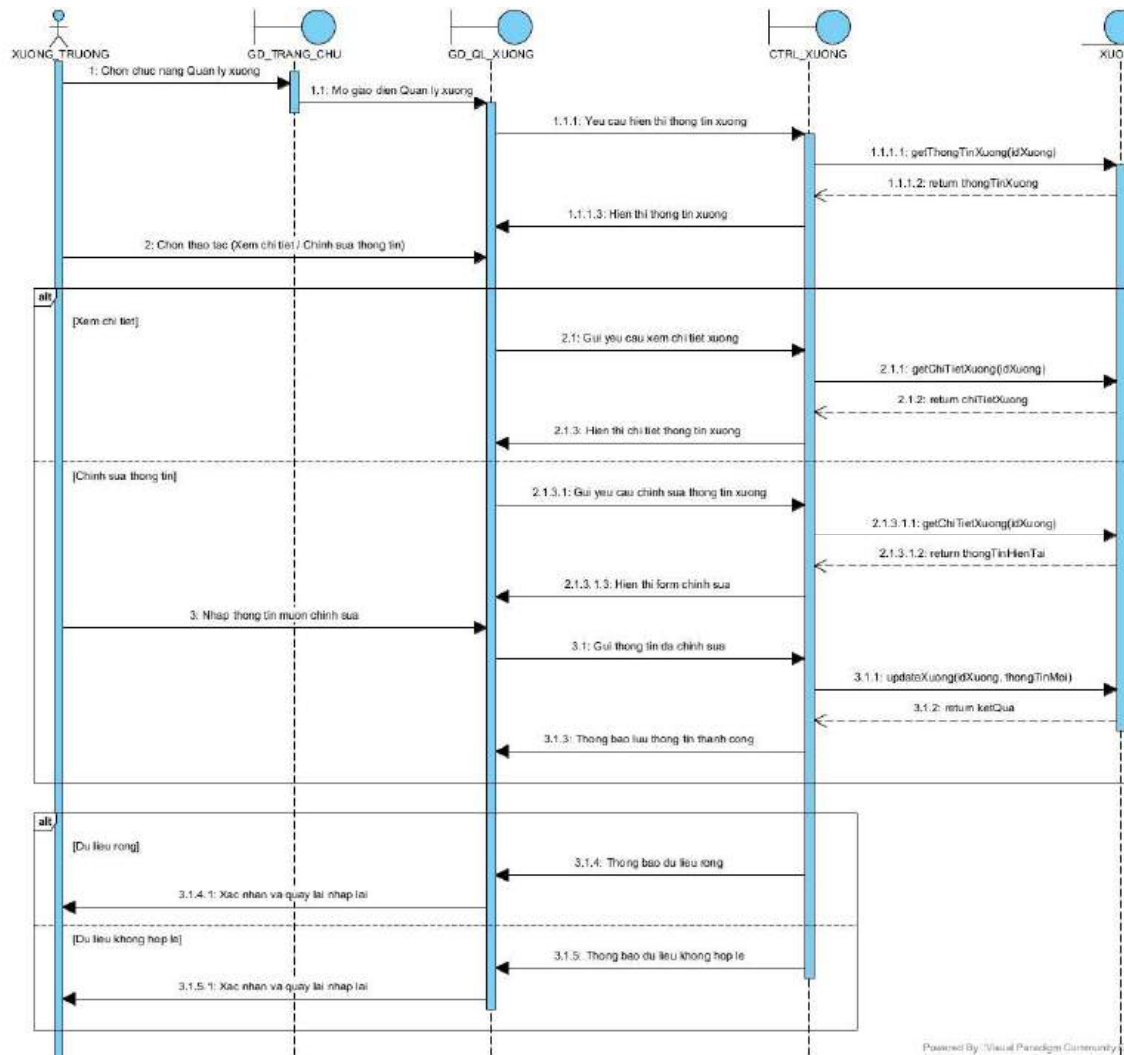 XUONG_TRUONG
GD_TRANG_CHU
GD_QL_XUONG
CTRL_XUONG
XUO
1: Chon chuc nang Quan ly xuong
1.1: Mo giao dien Quan ly xuong
1.1.1: Yeu cau hien thi thong tin xuong
1.1.1.1: getThongTinXuong(idXuong)
1.1.1.2: return thongTinXuong
1.1.1.3: Hien thi thong tin xuong
2: Chon thao tac (Xem chi tiet / Chinh sua thong tin)
alt
[Xem chi tiet]
2.1: Gui yeu cau xem chi tiet xuong
2.1.1: getChiTietXuong(idXuong)
2.1.2: return chiTietXuong
2.1.3: Hien thi chi tiet thong tin xuong
[Chinh sua thong tin]
2.1.3.1: Gui yeu cau chinh sua thong tin xuong
2.1.3.1.1: getChiTietXuong(idXuong)
2.1.3.1.2: return thongTinHienTai
2.1.3.1.3: Hien thi form chinh sua
3: Nhap thong tin muon chinh sua
3.1: Gui thong tin da chinh sua
3.1.1: updateXuong(idXuong, thongTinMoi)
3.1.2: return ketQua
3.1.3: Thong bao luu thong tin thanh cong
alt
[Du lieu rong]
3.1.4: Thong bao du lieu rong
3.1.4.1: Xac nhan va quay lai nhap lai
[Du lieu khong hop le]
3.1.5: Thong bao du lieu khong hop le
3.1.5.1: Xac nhan va quay lai nhap lai
Powered By Visual Paradigm Community